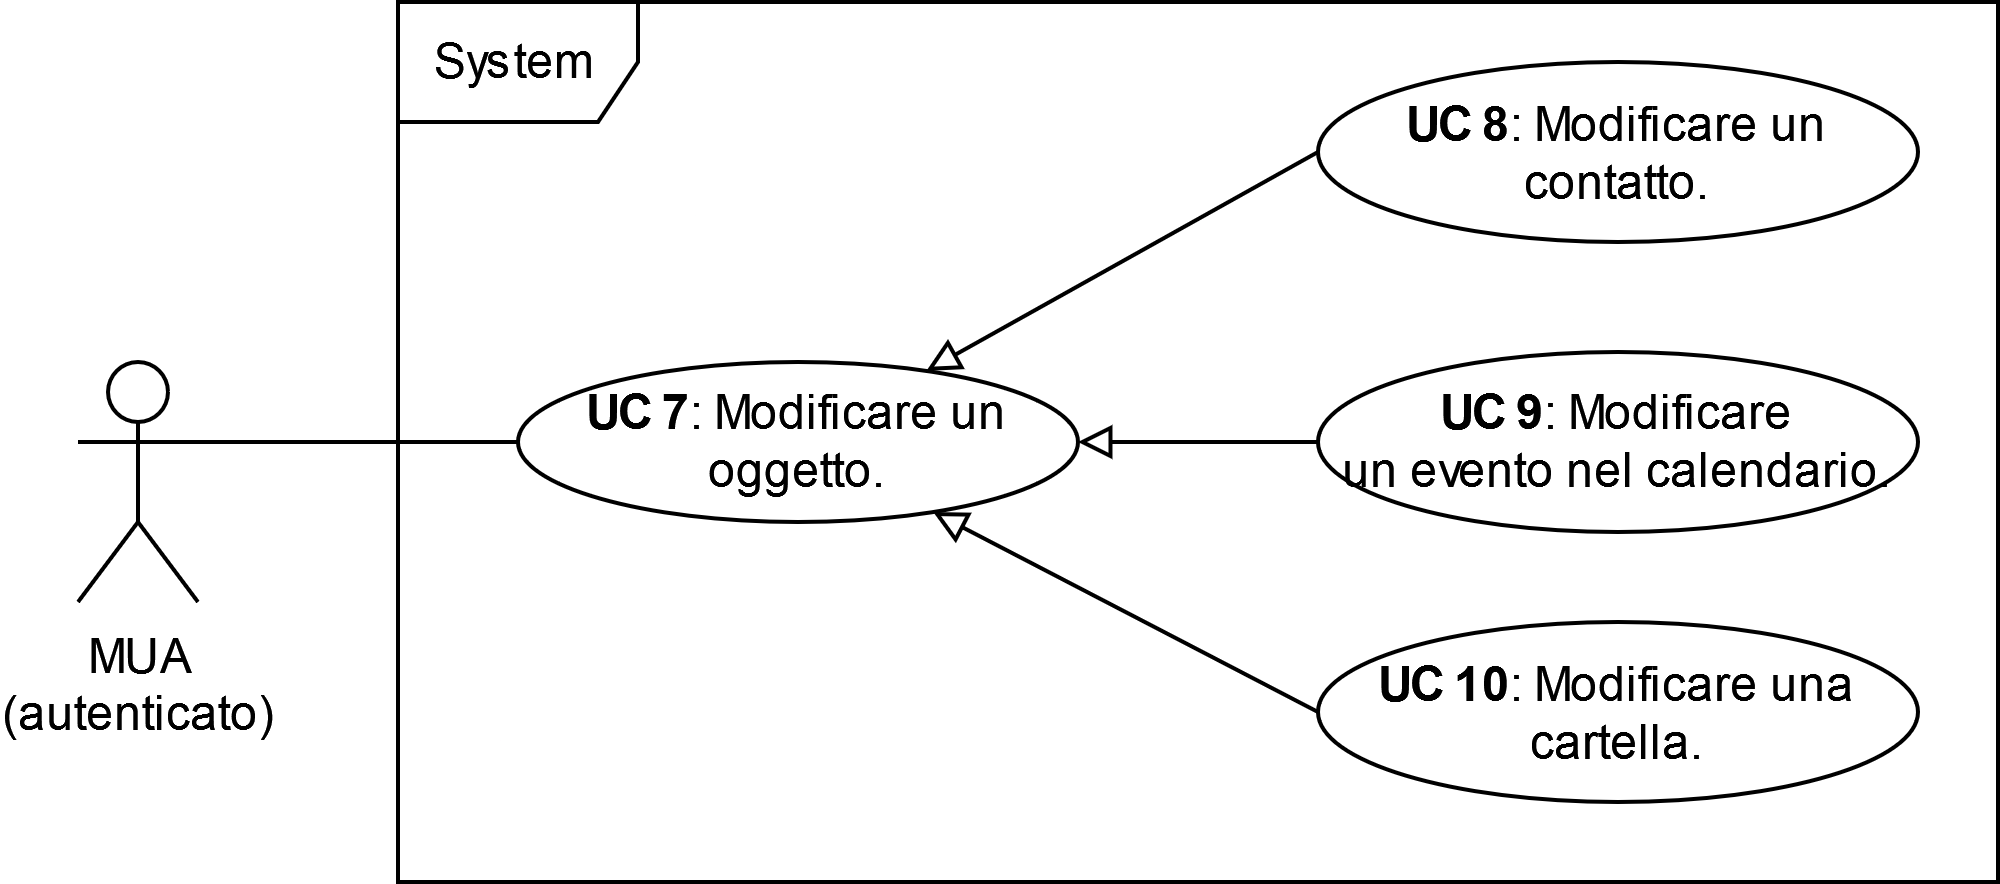 System
UC 8: Modificare un
contatto.
UC 7: Modificare un
oggetto.
UC 9: Modificare
un evento nel calendario.
MUA
(autenticato)
UC 10: Modificare una
cartella.